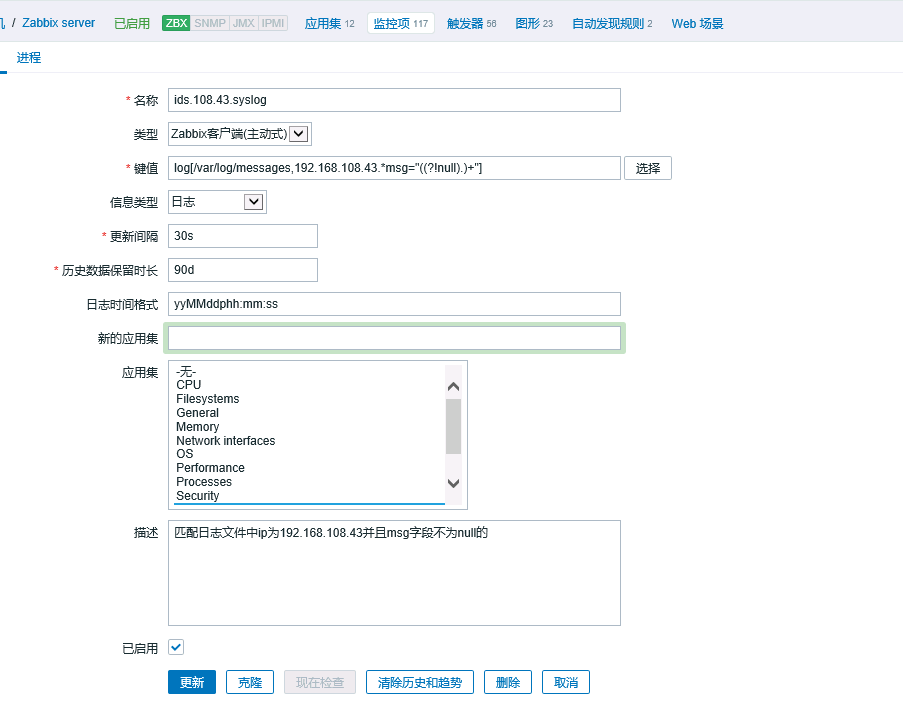 / Zabbix server 已启用 ZBX SNMP JMX IPMI 应用集 12 监控项 117 触发器 56 图形 23 自动发现规则 2 Web 场景
进程
* 名称 ids.108.43.syslog
类型 Zabbix客户端(主动式)
* 键值 log[/var/log/messages,192.168.108.43.*msg="((?!null).)+"] 选择
信息类型 日志
* 更新间隔 30s
* 历史数据保留时长 90d
日志时间格式 yyMMddphh:mm:ss
新的应用集
应用集 -无-
CPU
Filesystems
General
Memory
Network interfaces
OS
Performance
Processes
Security
描述 匹配日志文件中ip为192.168.108.43并且msg字段不为null的
已启用
更新 克隆 现在检查 清除历史和趋势 删除 取消